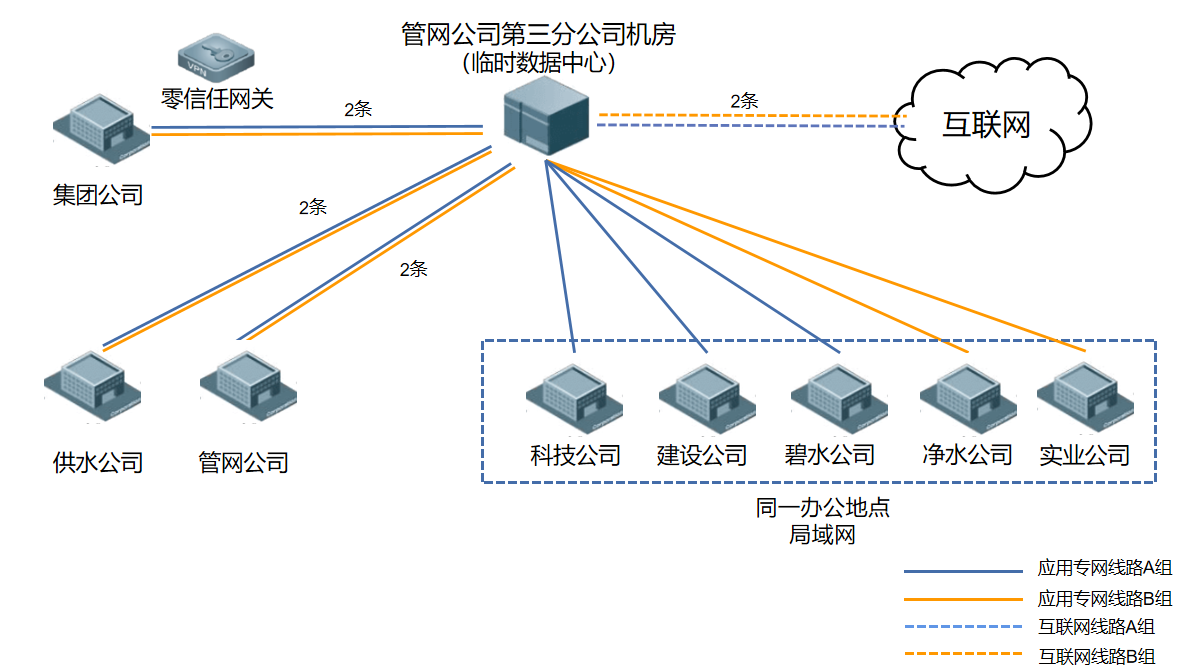 管网公司第三分公司机房
（临时数据中心）
VPN
零信任网关
2条
2条
互联网
集团公司
2条
2条
供水公司
管网公司
科技公司
建设公司
碧水公司
净水公司
实业公司
同一办公地点
局域网
应用专网线路A组
应用专网线路B组
互联网线路A组
互联网线路B组